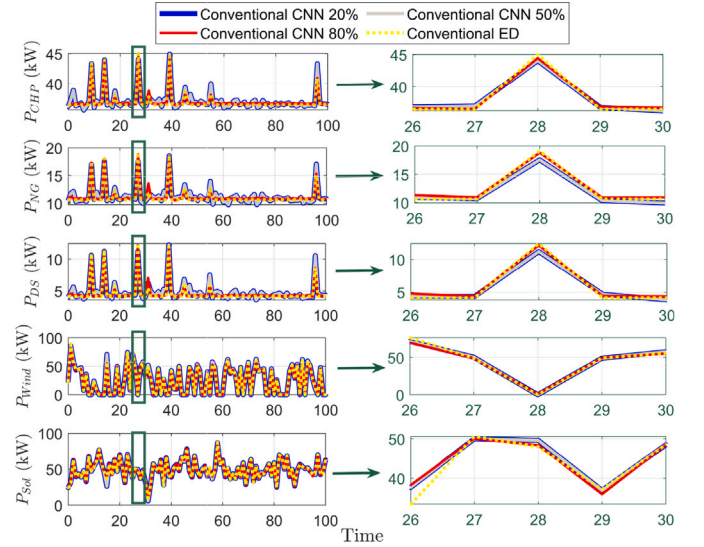 Conventional CNN 20% Conventional CNN 50%
Conventional CNN 80% Conventional ED
P_CHP (kW)
45
40
0 20 40 60 80 100
45
40
26 27 28 29 30
P_NG (kW)
20
15
10
0 20 40 60 80 100
20
15
10
26 27 28 29 30
P_DS (kW)
10
5
0 20 40 60 80 100
10
5
26 27 28 29 30
P_Wind (kW)
100
50
0
0 20 40 60 80 100
50
0
26 27 28 29 30
P_Sol (kW)
100
50
0
0 20 40 60 80 100
50
40
26 27 28 29 30
Time